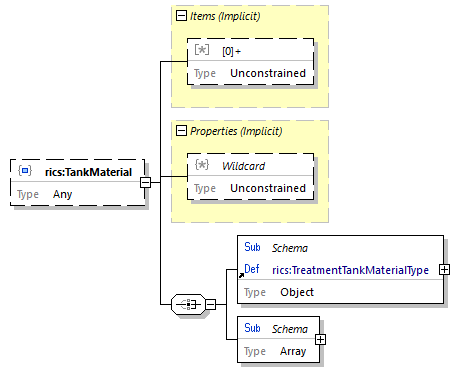 Items (Implicit)
[*] [0]+
Type Unconstrained
Properties (Implicit)
{*} Wildcard
Type Unconstrained
rics:TankMaterial
Type Any
Sub Schema
Def rics:TreatmentTankMaterialType
Type Object
Sub Schema
Type Array